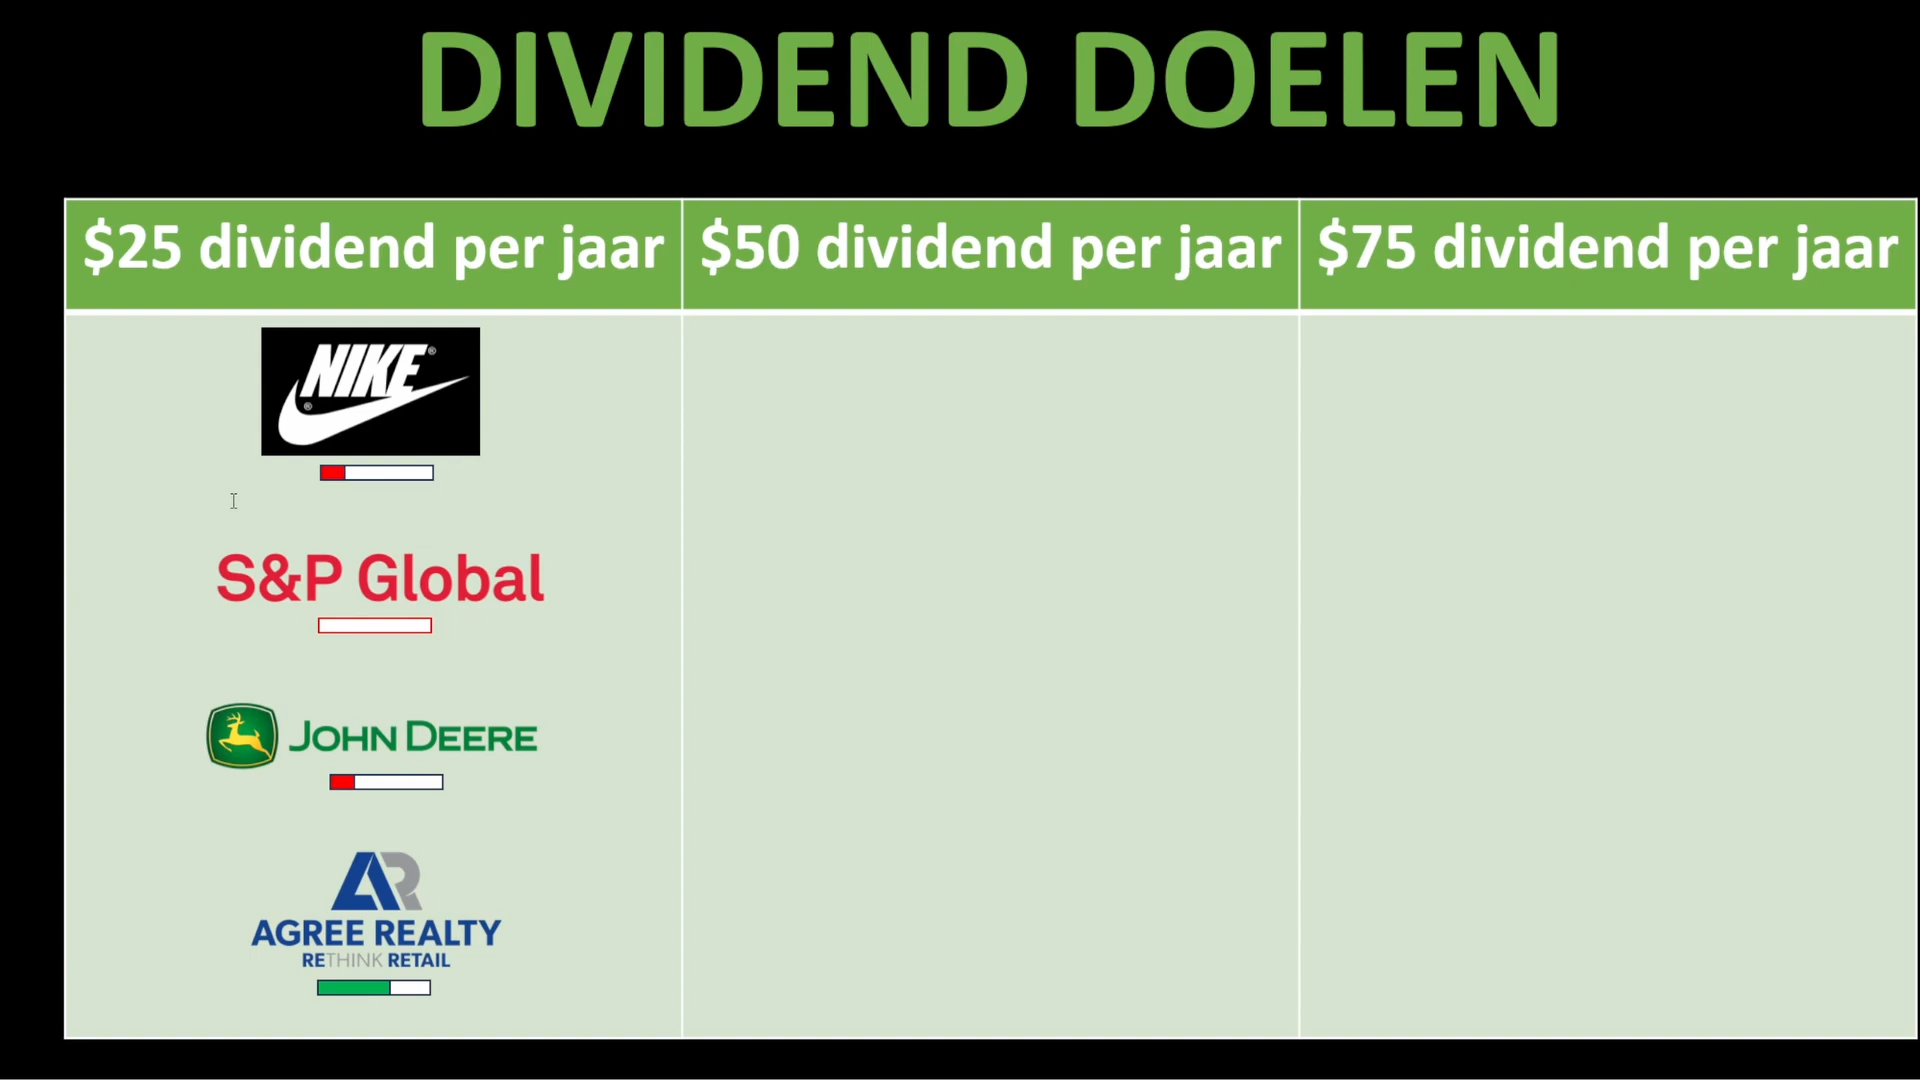 DIVIDEND DOELEN
$25 dividend per jaar
$50 dividend per jaar
$75 dividend per jaar
NIKE
S&P Global
JOHN DEERE
AR
AGREE REALTY
RETHINK RETAIL